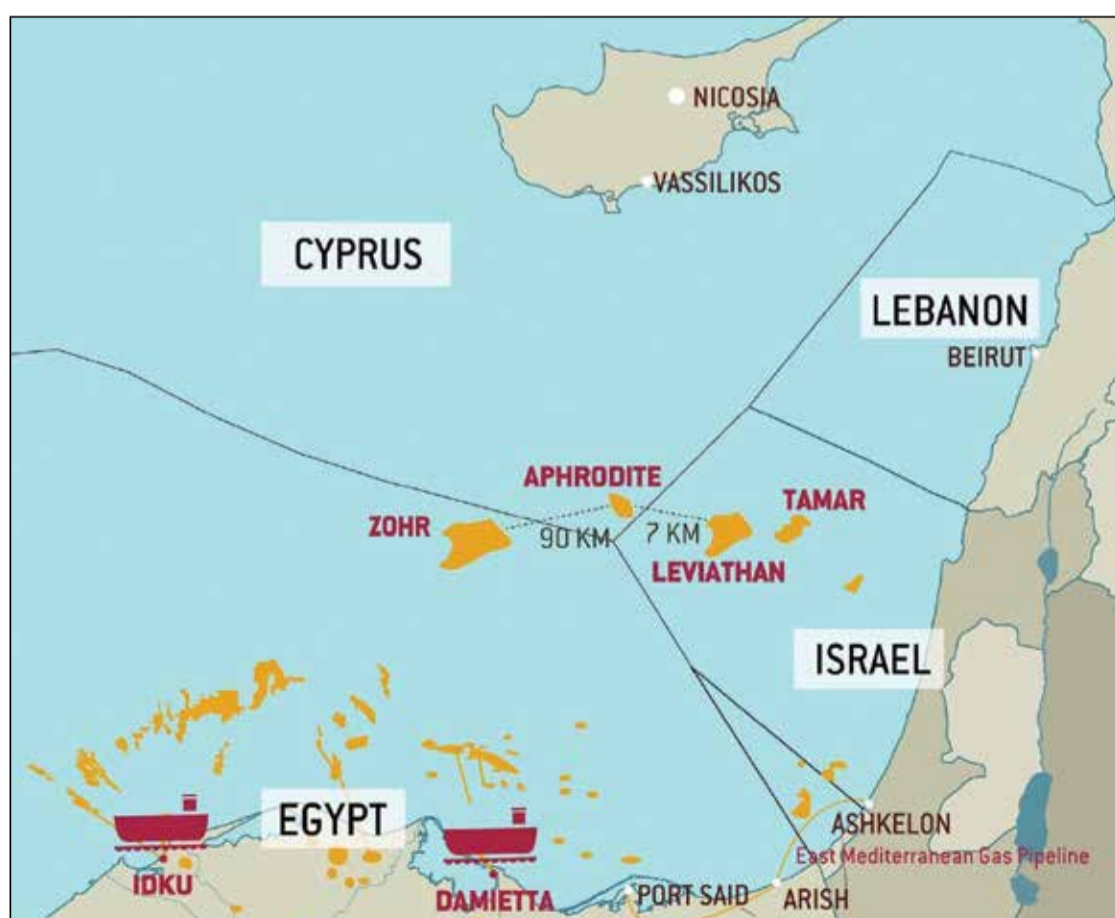 NICOSIA
VASSILIKOS
CYPRUS
LEBANON
BEIRUT
APHRODITE
TAMAR
ZOHR
90 KM
7 KM
LEVIATHAN
ISRAEL
EGYPT
ASHKELON
East Mediterranean Gas Pipeline
IDKU
DAMIETTA
PORT SAID
ARISH